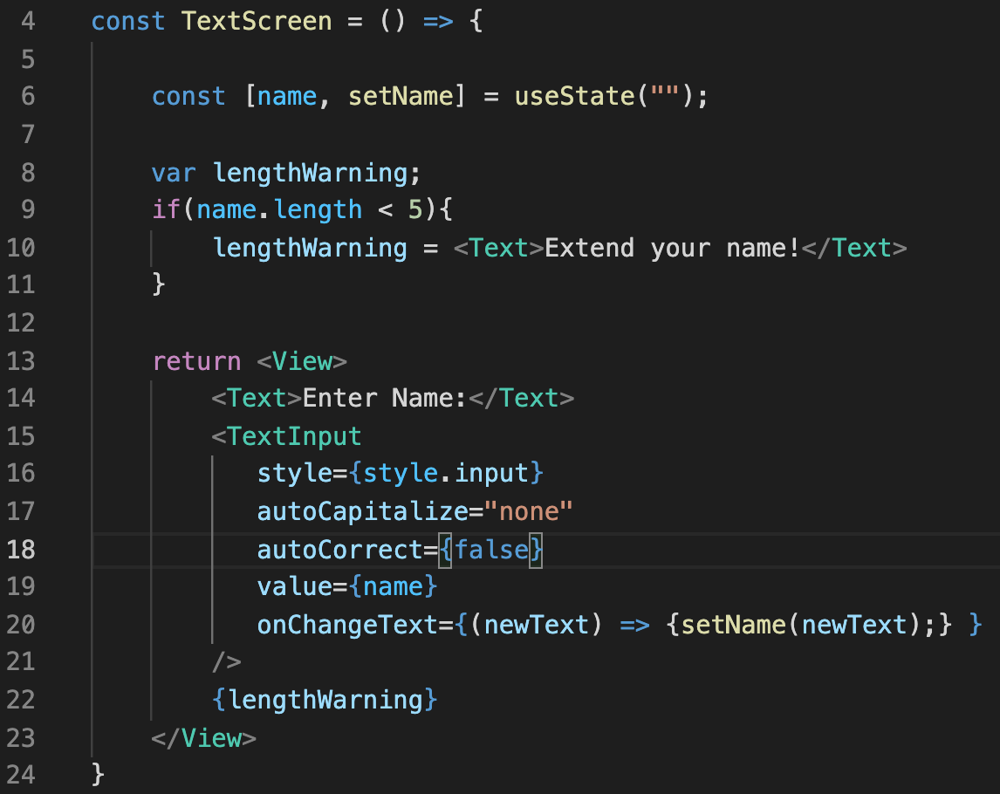 4 const TextScreen = () => {
5
6 const [name, setName] = useState("");
7
8 var lengthWarning;
9 if(name.length < 5){
10 lengthWarning = <Text>Extend your name!</Text>
11 }
12
13 return <View>
14 <Text>Enter Name:</Text>
15 <TextInput
16 style={style.input}
17 autoCapitalize="none"
18 autoCorrect={false}
19 value={name}
20 onChangeText={(newText) => {setName(newText);} }
21 />
22 {lengthWarning}
23 </View>
24 }